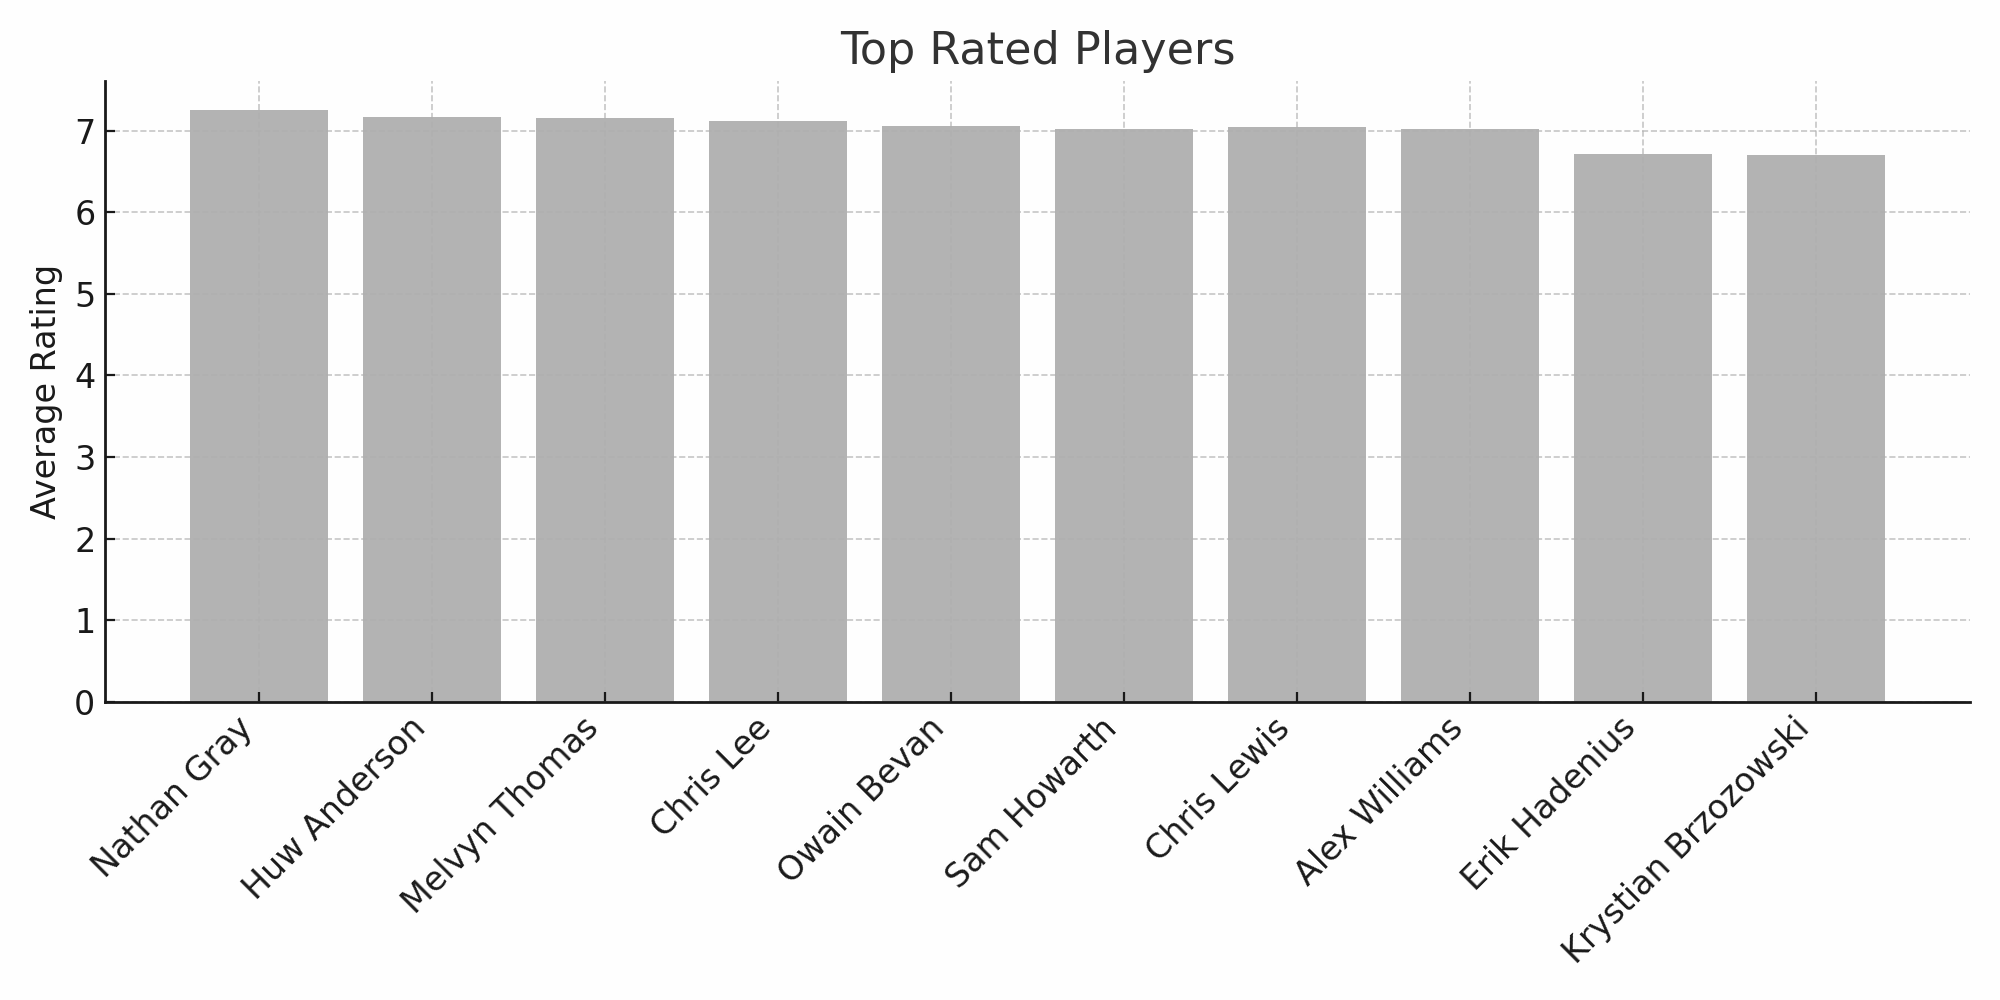 Top Rated Players
Average Rating
7
6
5
4
3
2
1
0
Nathan Gray
Huw Anderson
Melvyn Thomas
Chris Lee
Owain Bevan
Sam Howarth
Chris Lewis
Alex Williams
Erik Hadenius
Krystian Brzozowski